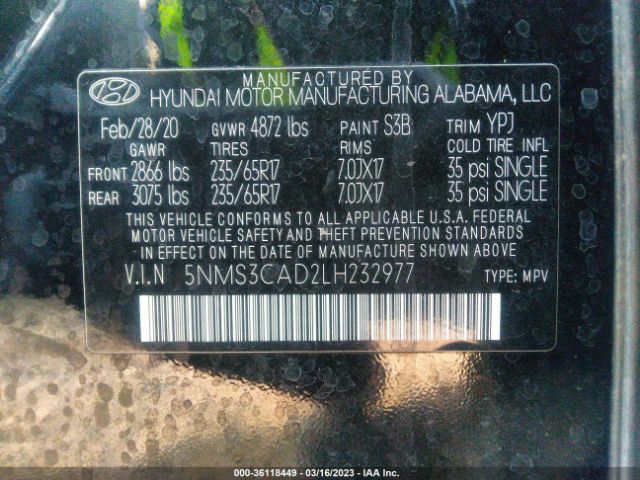 MANUFACTURED BY
HYUNDAI MOTOR MANUFACTURING ALABAMA, LLC
Feb/28/20 GVWR 4872 lbs PAINT S3B TRIM YPJ
GAWR TIRES RIMS COLD TIRE INFL
FRONT 2866 lbs 235/65R17 7.0JX17 35 psi SINGLE
REAR 3075 lbs 235/65R17 7.0JX17 35 psi SINGLE
THIS VEHICLE CONFORMS TO ALL APPLICABLE U.S.A. FEDERAL
MOTOR VEHICLE SAFETY CAND THEFT PREVENTION STANDARDS
IN EFFECT ON THE DATE OF MANUFACTURE SHOWN ABOVE
V.I.N 5NMS3CAD2LH232977 TYPE: MPV
000-36118449 - 03/16/2023 - IAA Inc.